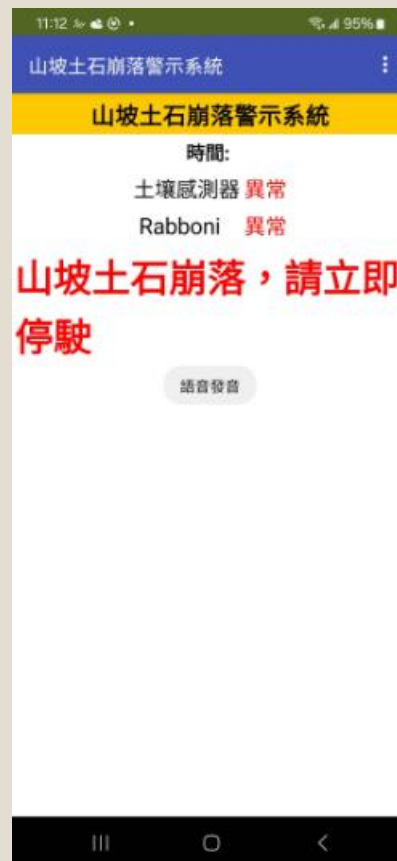 11:12
95%
山坡土石崩落警示系統
山坡土石崩落警示系統
時間:
土壤感測器 異常
Rabboni 異常
山坡土石崩落，請立即
停駛
語音發音